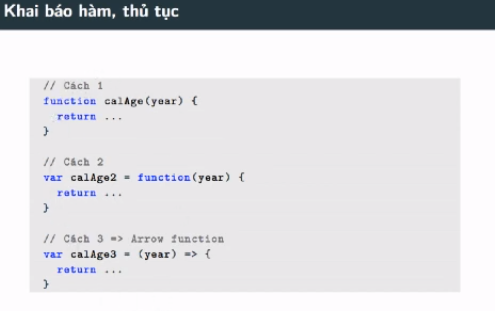 Khai báo hàm, thủ tục
// Cách 1
function calAge(year) {
return ...
}
// Cách 2
var calAge2 = function(year) {
return ...
}
// Cách 3 => Arrow function
var calAge3 = (year) => {
return ...
}